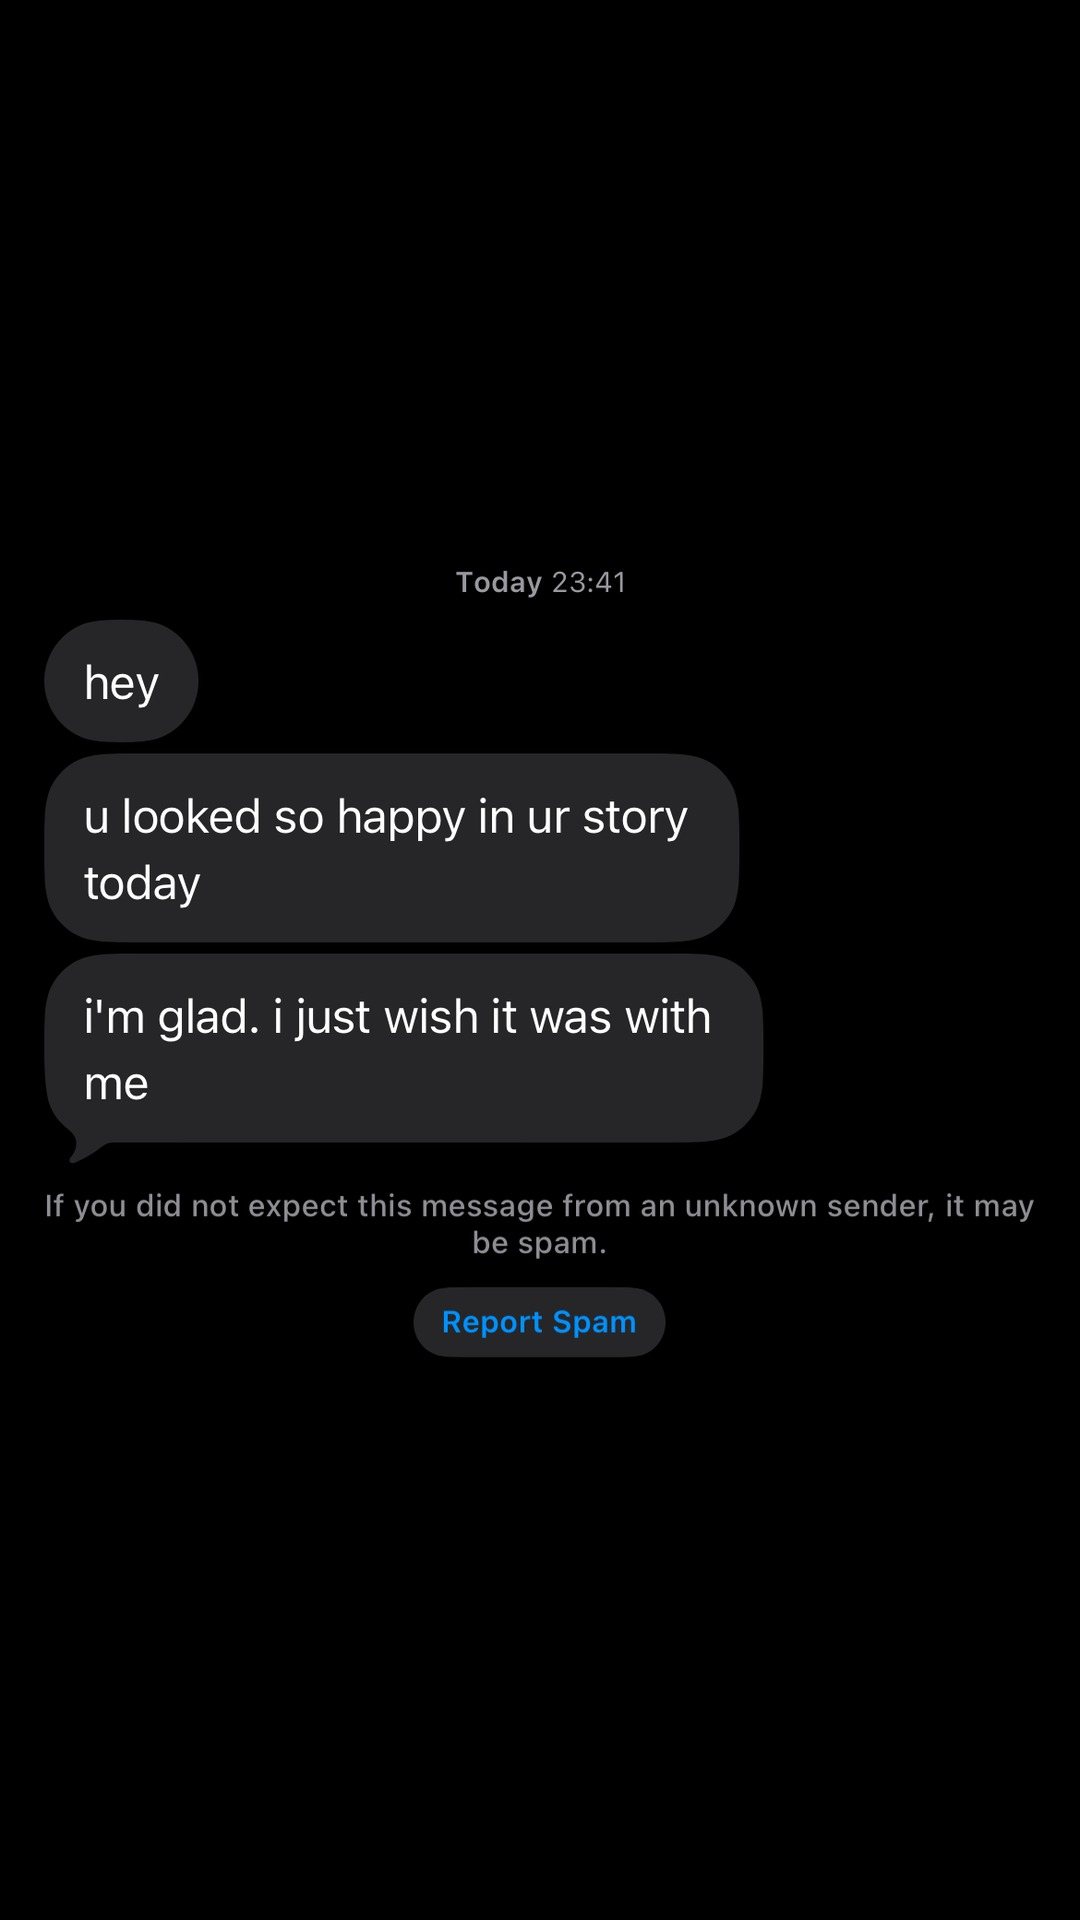 Today 23:41
hey
u looked so happy in ur story
today
i'm glad. i just wish it was with
me
If you did not expect this message from an unknown sender, it may
be spam.
Report Spam